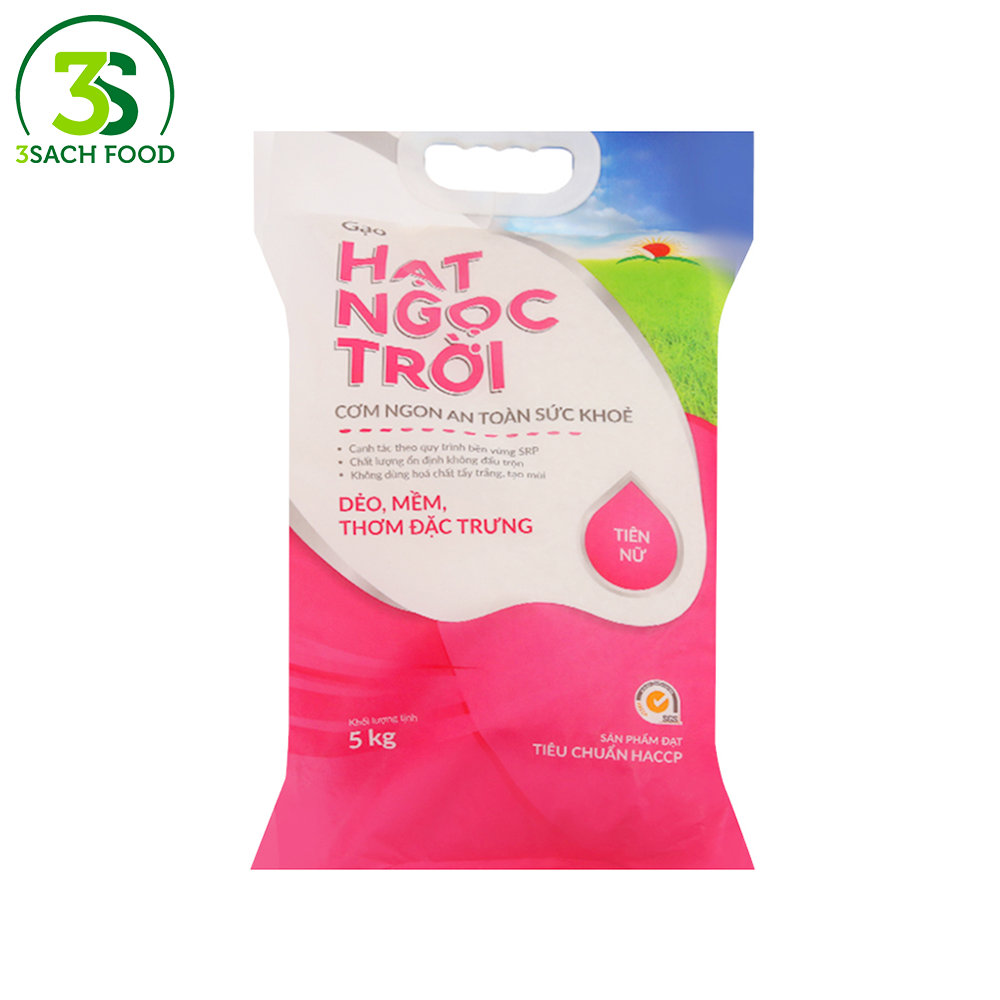 3S
3SACH FOOD
Gạo
HẠT
NGỌC
TRỜI
CƠM NGON AN TOÀN SỨC KHOẺ
• Canh tác theo quy trình bền vững SRP
• Chất lượng ổn định không đấu trộn
• Không dùng hoá chất tẩy trắng, tạo mùi
DẺO, MỀM,
THƠM ĐẶC TRƯNG
TIÊN
NỮ
SGS
Khối lượng tịnh
5 kg
SẢN PHẨM ĐẠT
TIÊU CHUẨN HACCP